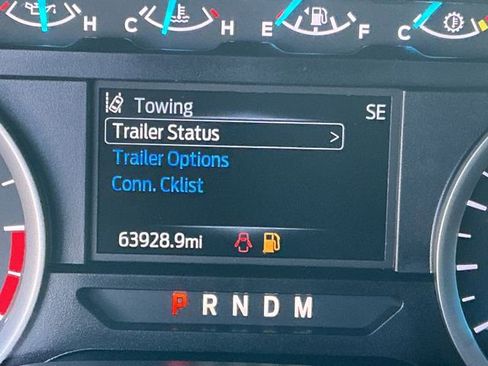 H C H E F C
Towing
SE
Trailer Status >
Trailer Options
Conn. Cklist
63928.9mi
P R N D M